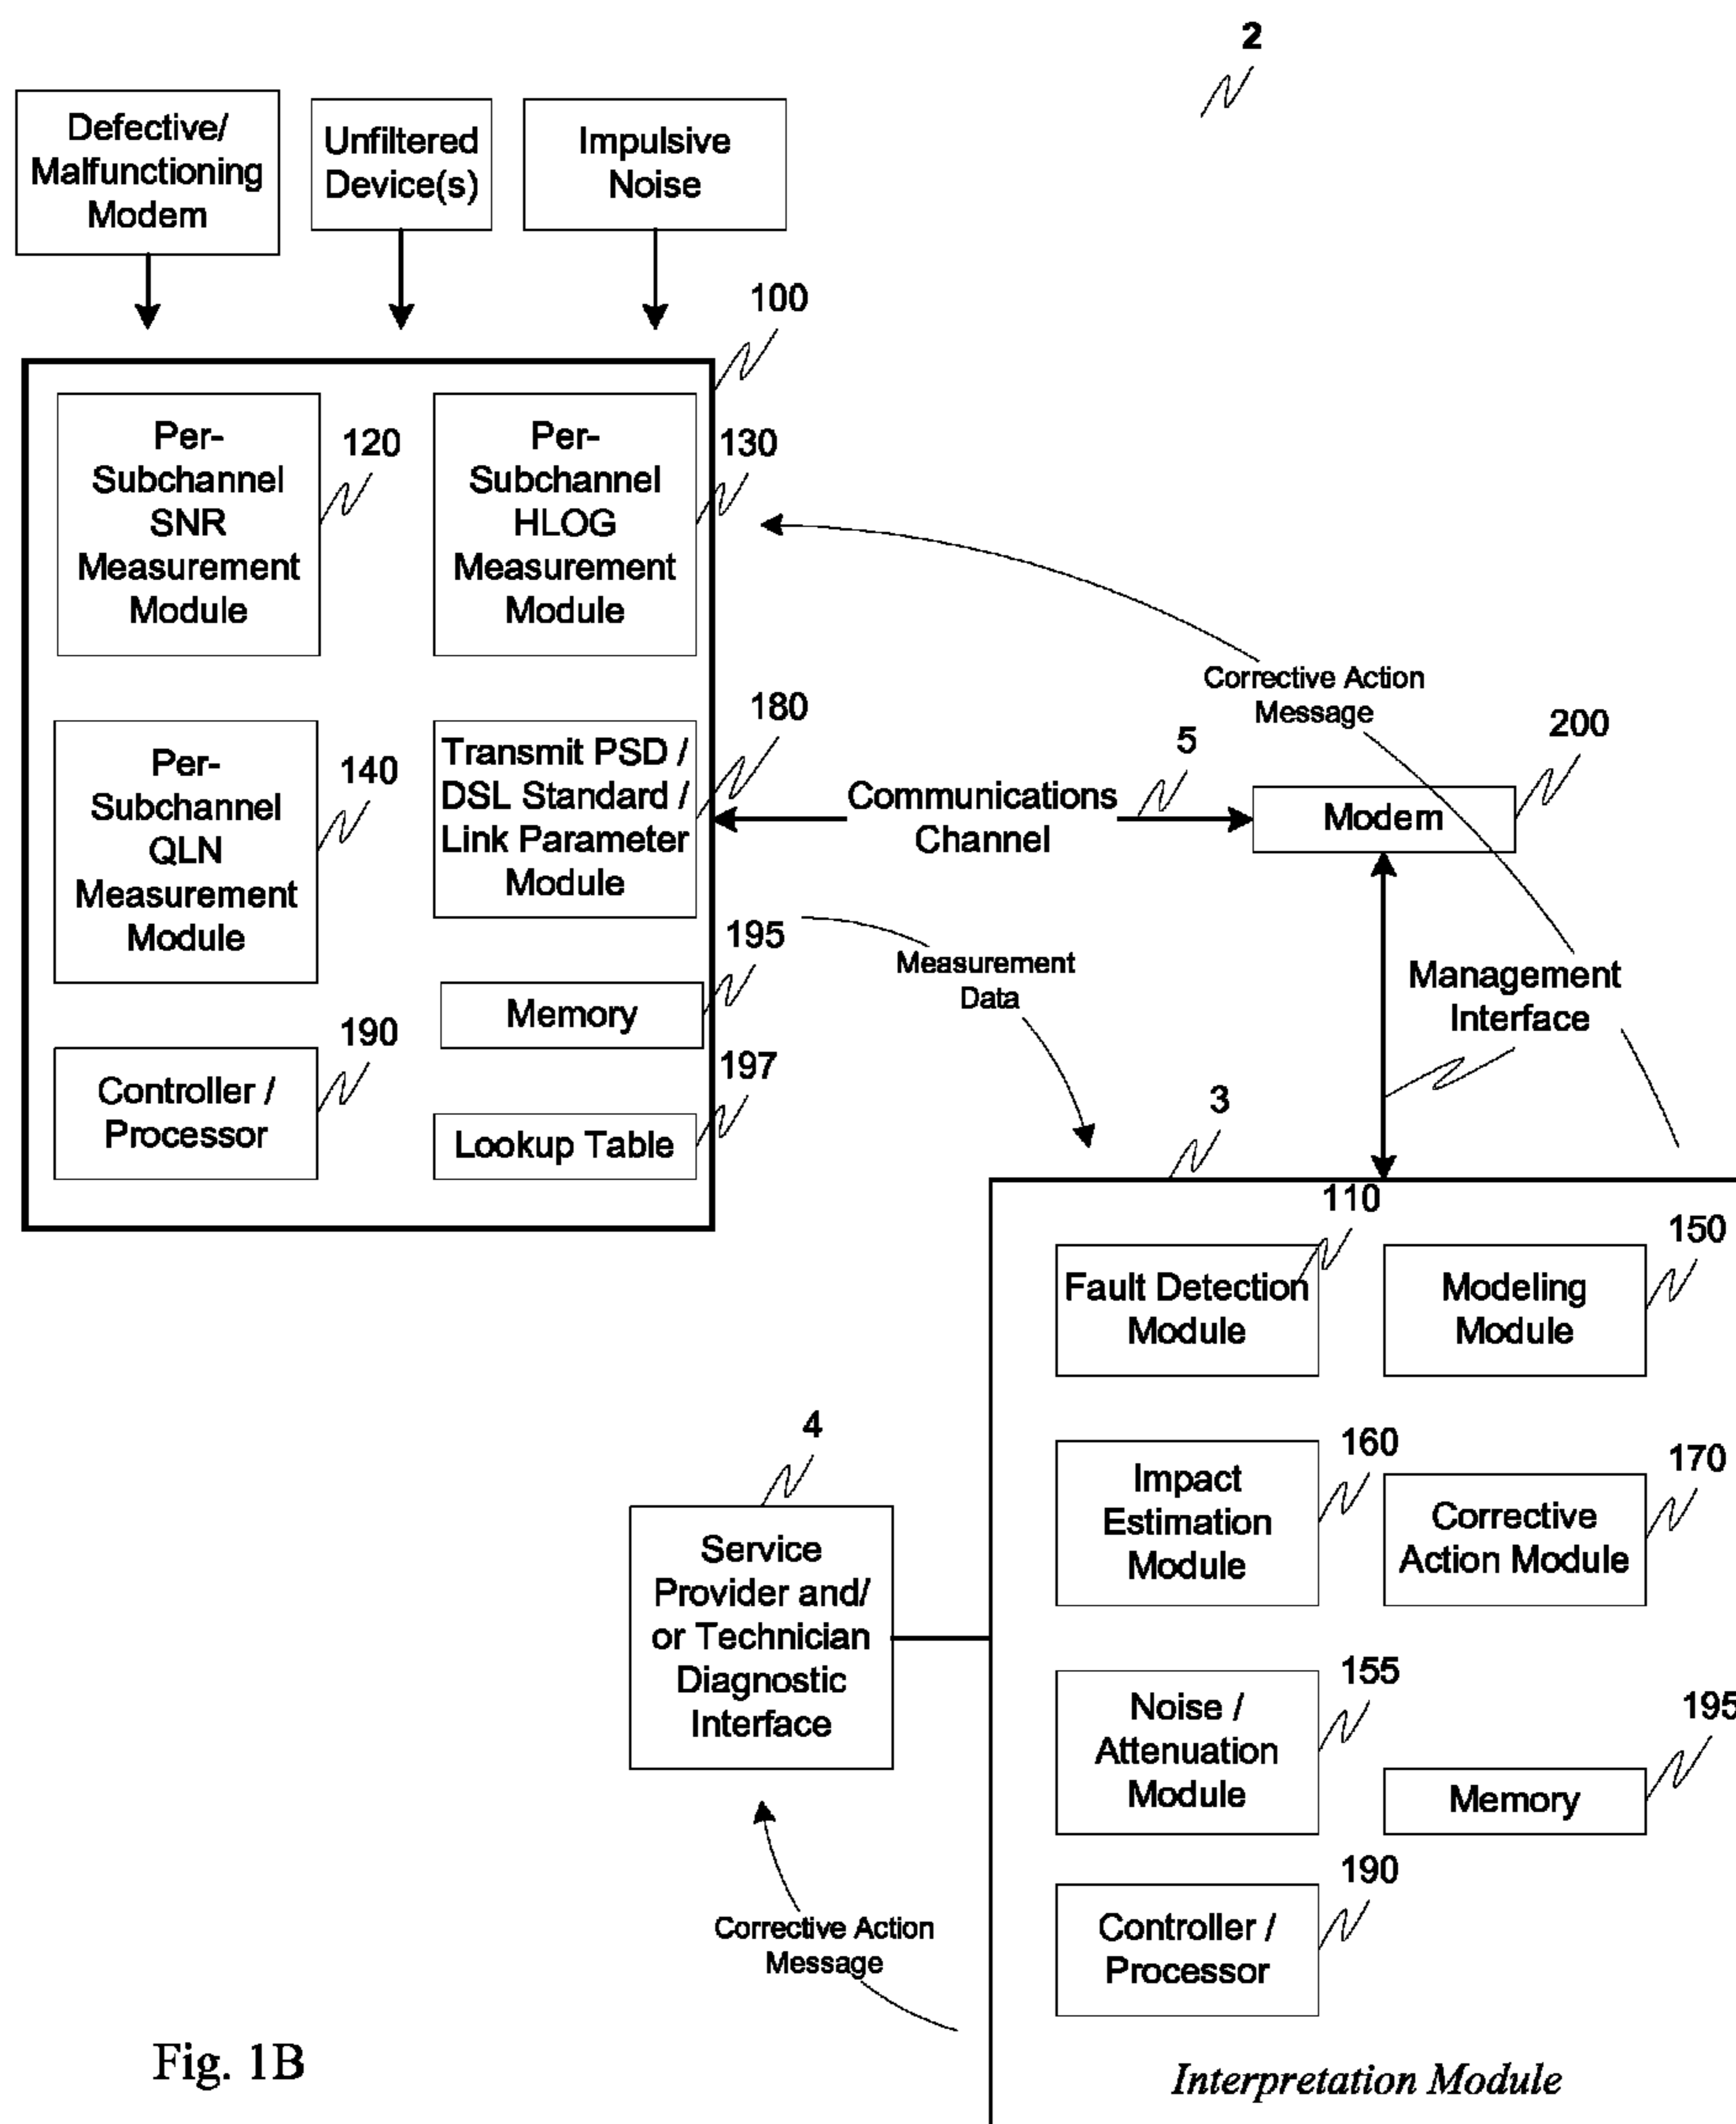 2
Defective/
Malfunctioning
Modem
Unfiltered
Device(s)
Impulsive
Noise
100
Per-
Subchannel
SNR
Measurement
Module
120
Per-
Subchannel
HLOG
Measurement
Module
130
Per-
Subchannel
QLN
Measurement
Module
140
Transmit PSD /
DSL Standard /
Link Parameter
Module
180
Memory
195
Controller /
Processor
190
Lookup Table
197
Communications
Channel
5
Corrective Action
Message
Modem
200
Measurement
Data
Management
Interface
3
Fault Detection
Module
110
Modeling
Module
150
Impact
Estimation
Module
160
Corrective
Action Module
170
Noise /
Attenuation
Module
155
Memory
195
Controller /
Processor
190
Interpretation Module
4
Service
Provider and/
or Technician
Diagnostic
Interface
Corrective Action
Message
Fig. 1B